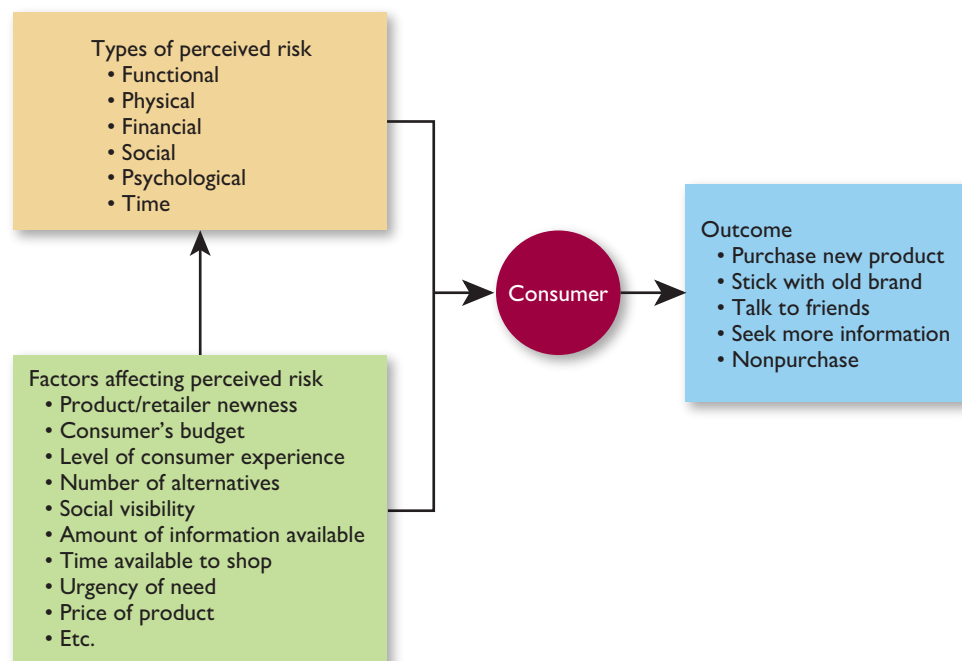 Types of perceived risk
• Functional
• Physical
• Financial
• Social
• Psychological
• Time
Factors affecting perceived risk
• Product/retailer newness
• Consumer’s budget
• Level of consumer experience
• Number of alternatives
• Social visibility
• Amount of information available
• Time available to shop
• Urgency of need
• Price of product
• Etc.
Consumer
Outcome
• Purchase new product
• Stick with old brand
• Talk to friends
• Seek more information
• Nonpurchase